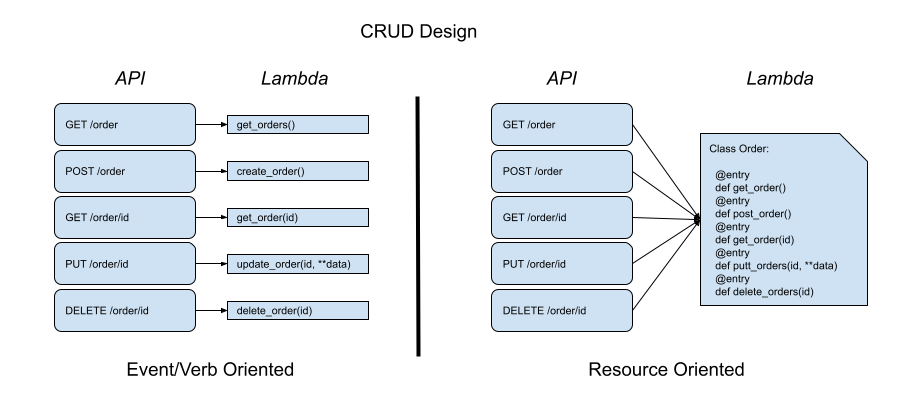 CRUD Design
API
Lambda
GET /order
get_orders()
POST /order
create_order()
GET /order/id
get_order(id)
PUT /order/id
update_order(id, **data)
DELETE /order/id
delete_order(id)
Event/Verb Oriented
API
Lambda
GET /order
POST /order
GET /order/id
PUT /order/id
DELETE /order/id
Class Order:
@entry
def get_order()
@entry
def post_order()
@entry
def get_order(id)
@entry
def putt_orders(id, **data)
@entry
def delete_orders(id)
Resource Oriented